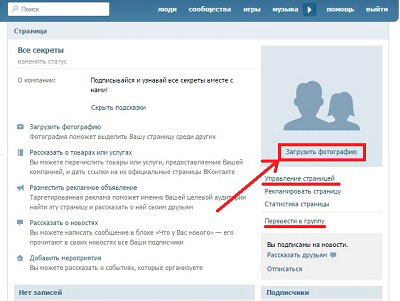 Поиск
люди сообщества игры музыка помощь выйти
Страница
Все секреты
изменить статус
О компании: Подписывайся и узнавай все секреты вместе с нами!
Скрыть подсказки
Загрузить фотографию
Фотография поможет выделить Вашу страницу среди других
Рассказать о товарах или услугах
Вы можете перечислить товары или услуги, предоставляемые Вашей
компанией, и дать ссылки на их официальные страницы ВКонтакте
Разместить рекламное объявление
Таргетированная реклама поможет именно Вашей целевой аудитории
найти эту страницу и рассказать о ней своим друзьям
Рассказать о новостях
Вы можете написать сообщение в блоке «Что у Вас нового» — его
прочитают в своих новостях все Ваши подписчики
Добавить мероприятия
Вы можете рассказать о событиях, которые организуете
Нет записей
Загрузить фотографию
Управление страницей
Рекламировать страницу
Статистика страницы
Перевести в группу
Вы подписаны на новости.
Рассказать друзьям
Отписаться
Подписчики